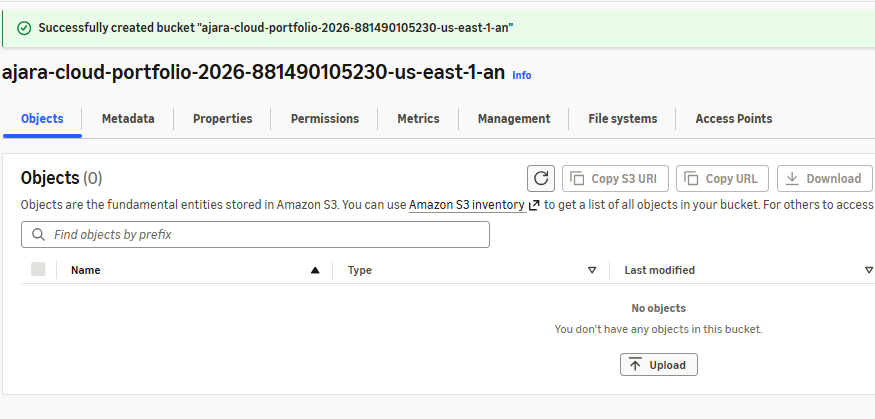 Successfully created bucket "ajara-cloud-portfolio-2026-881490105230-us-east-1-an"
ajara-cloud-portfolio-2026-881490105230-us-east-1-an Info
Objects Metadata Properties Permissions Metrics Management File systems Access Points
Objects (0) Copy S3 URI Copy URL Download
Objects are the fundamental entities stored in Amazon S3. You can use Amazon S3 inventory to get a list of all objects in your bucket. For others to access
Find objects by prefix
Name Type Last modified
No objects
You don't have any objects in this bucket.
Upload